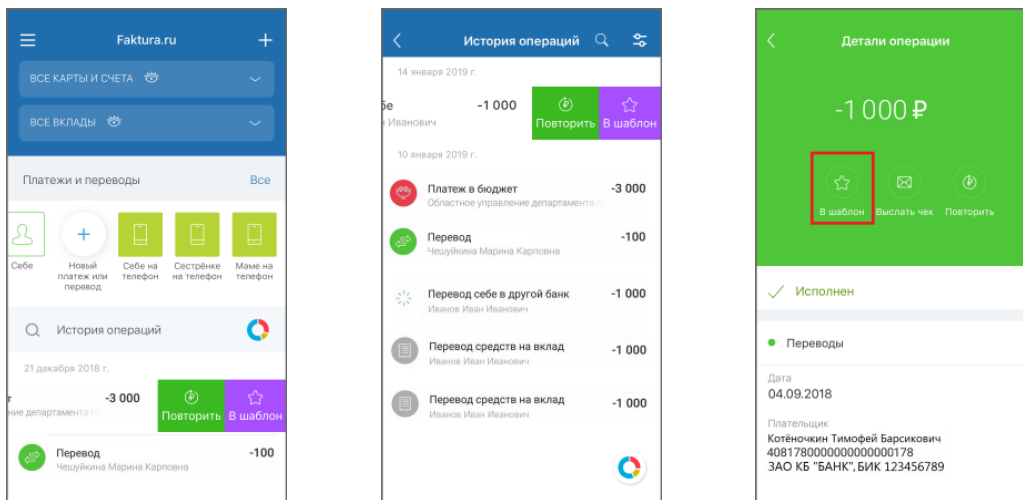 Faktura.ru
ВСЕ КАРТЫ И СЧЕТА
ВСЕ ВКЛАДЫ
Платежи и переводы Все
Себе
Новый платеж или перевод
Себе на телефон
Сестрёнке на телефон
Маме на телефон
История операций
21 декабря 2018 г.
-3 000
ние департамента
Повторить
В шаблон
Перевод -100
Чешуйкина Марина Карповна
История операций
14 января 2019 г.
бе -1 000
Иванович
Повторить
В шаблон
10 января 2019 г.
Платеж в бюджет -3 000
Областное управление департамента
Перевод -100
Чешуйкина Марина Карповна
Перевод себе в другой банк -1 000
Иванов Иван Иванович
Перевод средств на вклад -1 000
Иванов Иван Иванович
Перевод средств на вклад -1 000
Иванов Иван Иванович
Детали операции
-1 000 ₽
В шаблон
Выслать чек
Повторить
Исполнен
Переводы
Дата
04.09.2018
Плательщик
Котёночкин Тимофей Барсикович
4081780000000000000178
ЗАО КБ "БАНК", БИК 123456789